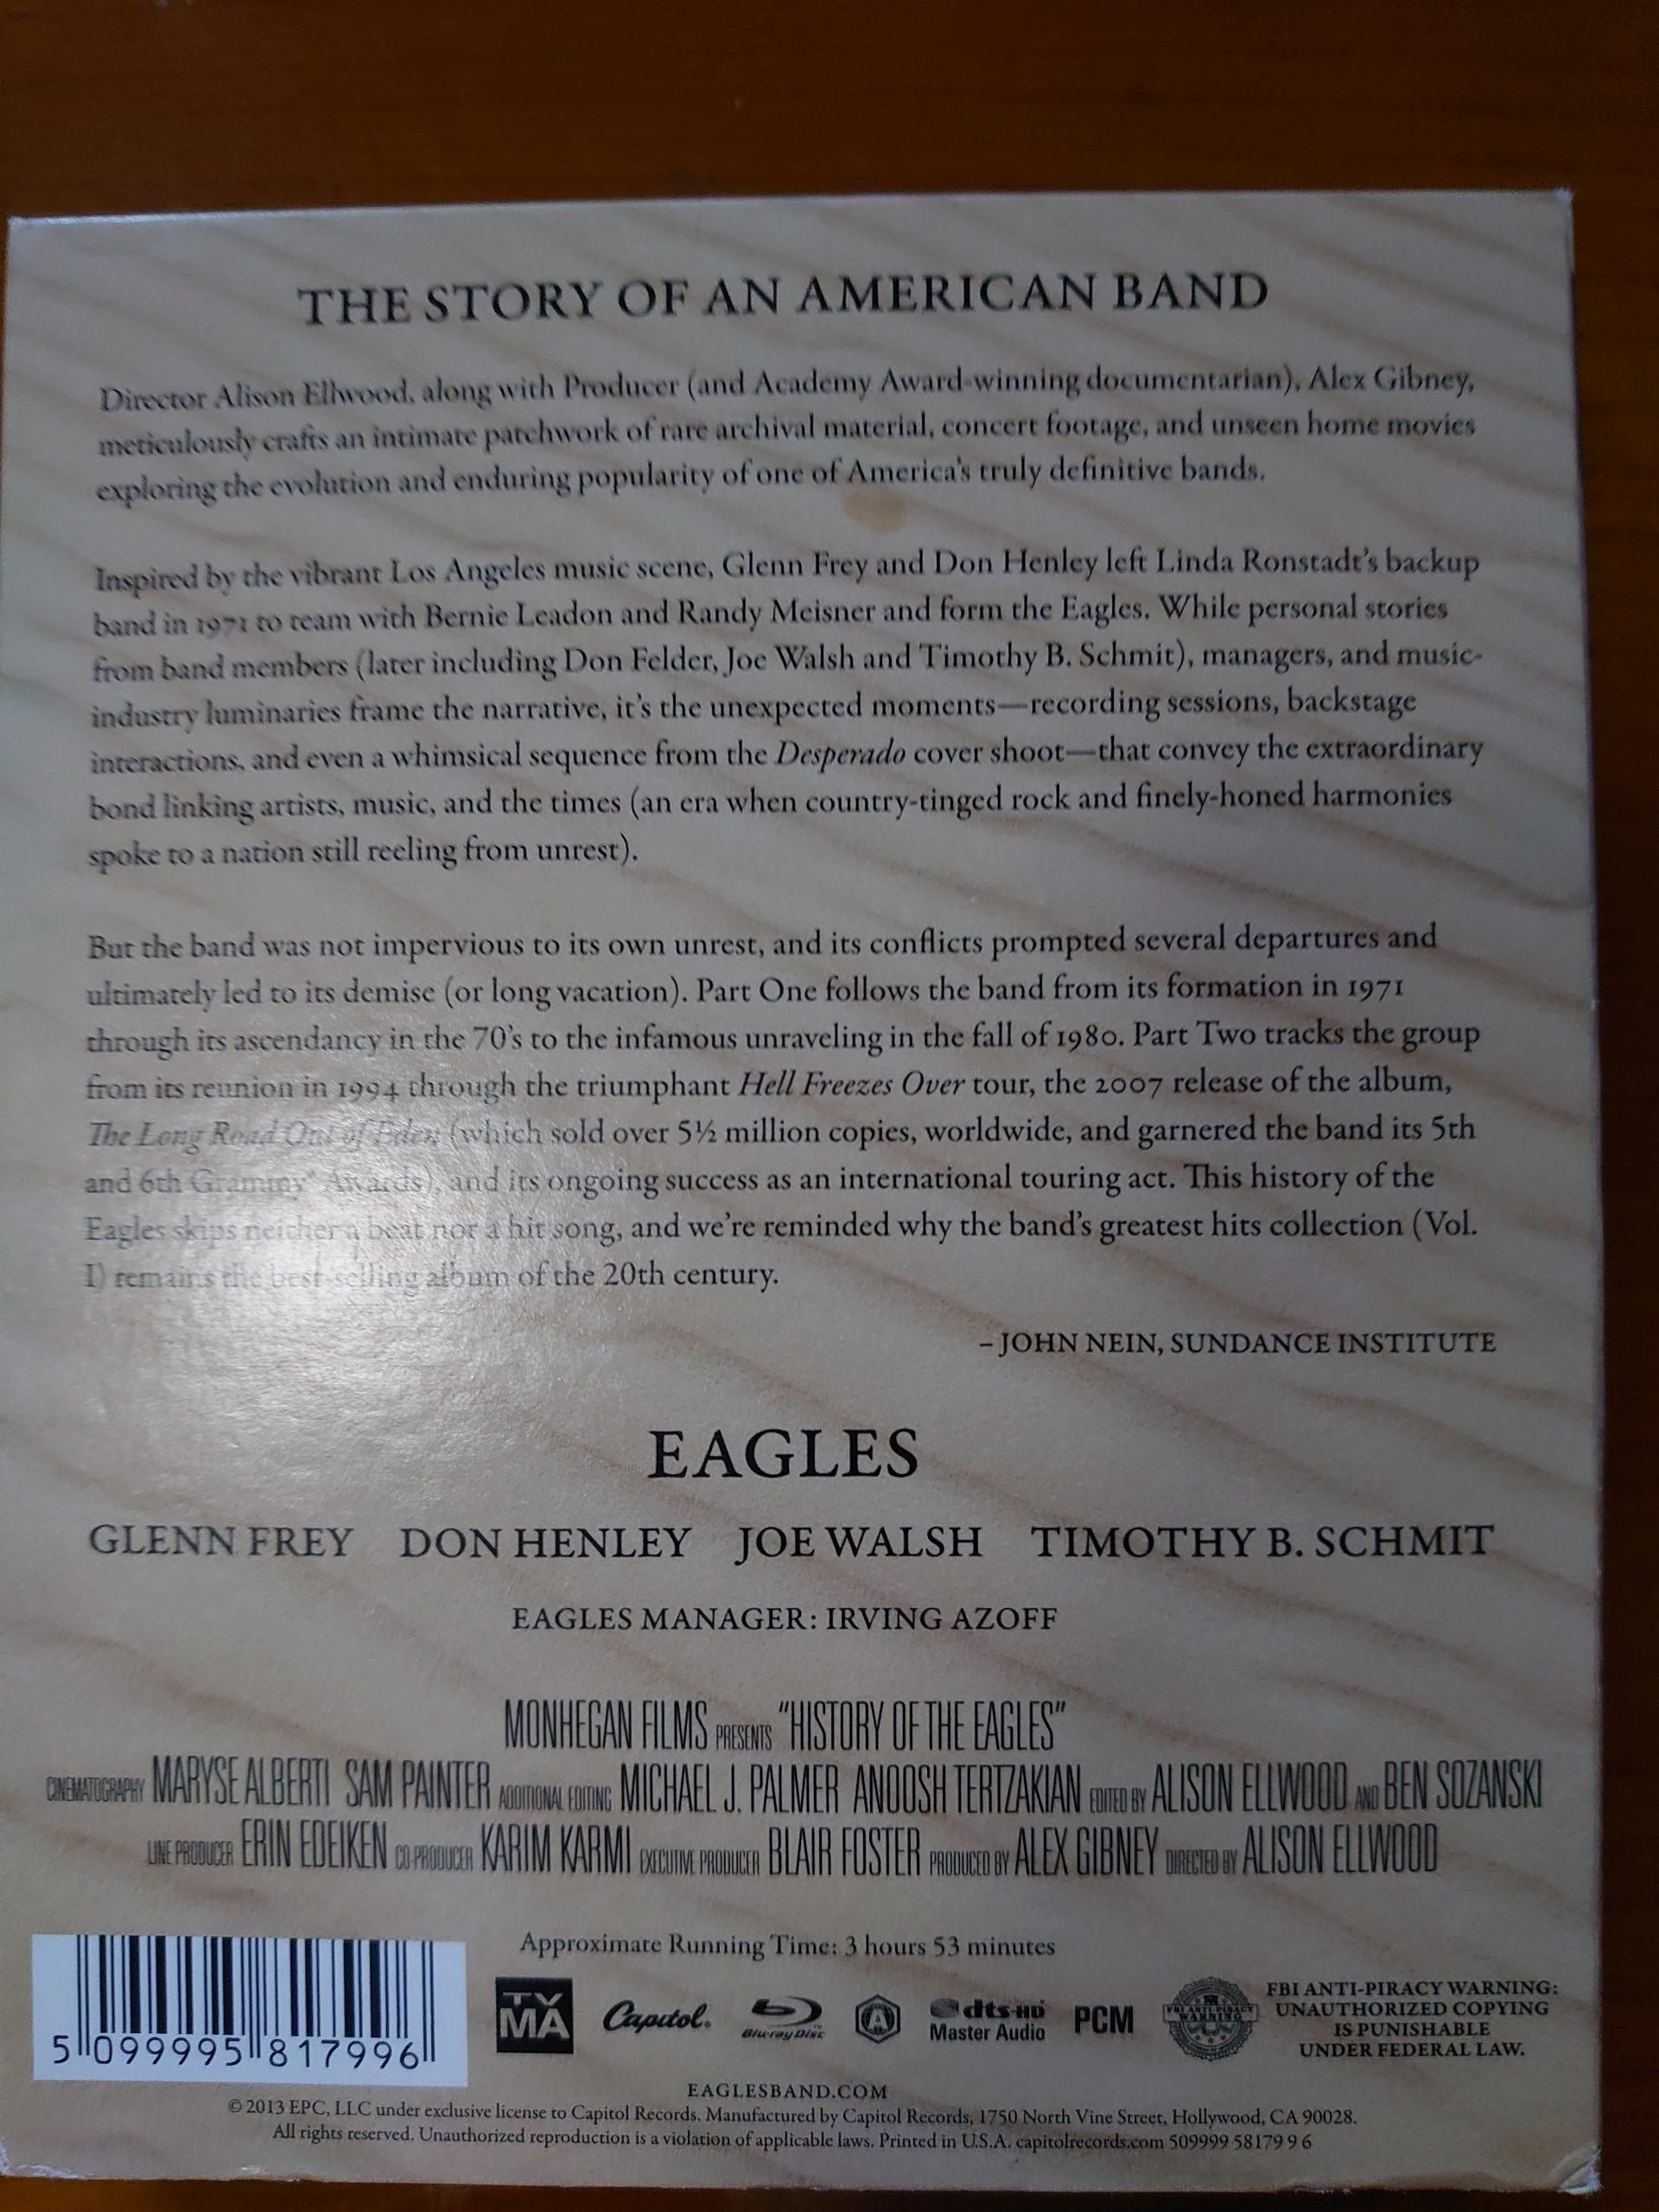 THE STORY OF AN AMERICAN BAND
Director Alison Ellwood, along with Producer (and Academy Award-winning documentarian), Alex Gibney,
meticulously crafts an intimate patchwork of rare archival material, concert footage, and unseen home movies
exploring the evolution and enduring popularity of one of America's truly definitive bands.
Inspired by the vibrant Los Angeles music scene, Glenn Frey and Don Henley left Linda Ronstadt's backup
band in 1971 to team with Bernie Leadon and Randy Meisner and form the Eagles. While personal stories
from band members (later including Don Felder, Joe Walsh and Timothy B. Schmit), managers, and music-
industry luminaries frame the narrative, it's the unexpected moments—recording sessions, backstage
interactions, and even a whimsical sequence from the Desperado cover shoot—that convey the extraordinary
bond linking artists, music, and the times (an era when country-tinged rock and finely-honed harmonies
spoke to a nation still reeling from unrest).
But the band was not impervious to its own unrest, and its conflicts prompted several departures and
ultimately led to its demise (or long vacation). Part One follows the band from its formation in 1971
through its ascendancy in the 70's to the infamous unraveling in the fall of 1980. Part Two tracks the group
from its reunion in 1994 through the triumphant Hell Freezes Over tour, the 2007 release of the album,
The Long Road Out of Eden (which sold over 5½ million copies, worldwide, and garnered the band its 5th
and 6th Grammy® Awards), and its ongoing success as an international touring act. This history of the
Eagles skips neither a beat nor a hit song, and we're reminded why the band's greatest hits collection (Vol.
I) remains the best-selling album of the 20th century.
– JOHN NEIN, SUNDANCE INSTITUTE
EAGLES
GLENN FREY DON HENLEY JOE WALSH TIMOTHY B. SCHMIT
EAGLES MANAGER: IRVING AZOFF
MONHEGAN FILMS PRESENTS "HISTORY OF THE EAGLES"
CINEMATOGRAPHY MARYSE ALBERTI SAM PAINTER ADDITIONAL EDITING MICHAEL J. PALMER ANOOSH TERTZAKIAN EDITED BY ALISON ELLWOOD AND BEN SOZANSKI
LINE PRODUCER ERIN EDEIKEN CO-PRODUCER KARIM KARMI EXECUTIVE PRODUCER BLAIR FOSTER PRODUCED BY ALEX GIBNEY DIRECTED BY ALISON ELLWOOD
Approximate Running Time: 3 hours 53 minutes
TV
MA
Capitol.
Blu-ray Disc™
A
dts-HD
Master Audio
PCM
FBI ANTI-PIRACY
WARNING
FBI ANTI-PIRACY WARNING:
UNAUTHORIZED COPYING
IS PUNISHABLE
UNDER FEDERAL LAW.
5 099995 817996
EAGLESBAND.COM
© 2013 EPC, LLC under exclusive license to Capitol Records. Manufactured by Capitol Records, 1750 North Vine Street, Hollywood, CA 90028.
All rights reserved. Unauthorized reproduction is a violation of applicable laws. Printed in U.S.A. capitolrecords.com 509999 58179 9 6